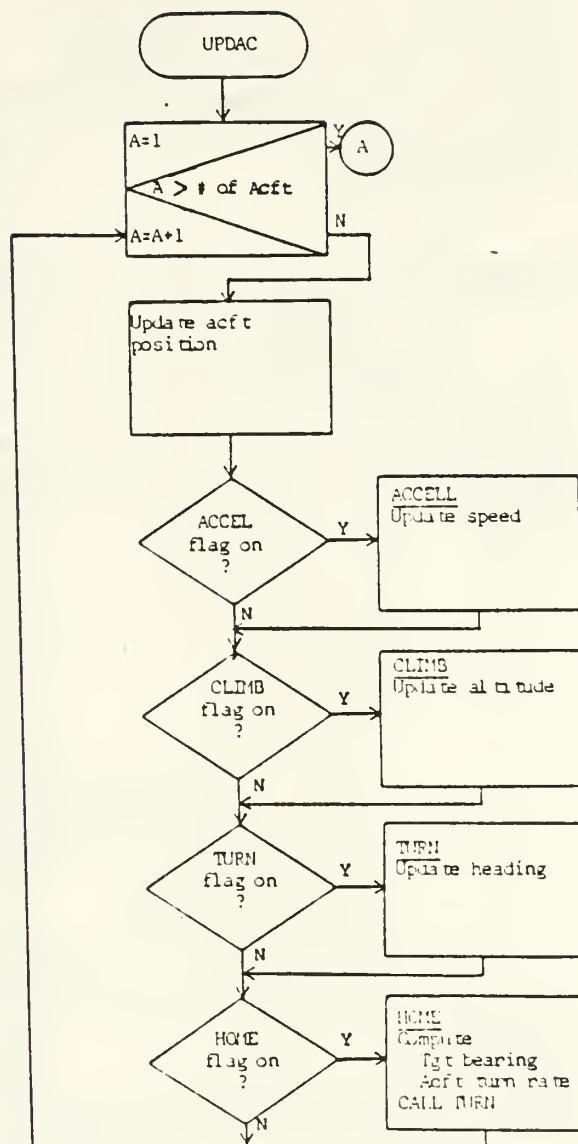 UPDAC
A=1
Y
A
A > # of Acft
N
A=A+1
Update acft
position
ACCEL
flag on
?
Y
ACCELL
Update speed
N
CLIMB
flag on
?
Y
CLIMB
Update altitude
N
TURN
flag on
?
Y
TURN
Update heading
N
HOME
flag on
?
Y
HOME
Compute
Tgt bearing
Acft turn rate
CALL TURN
N